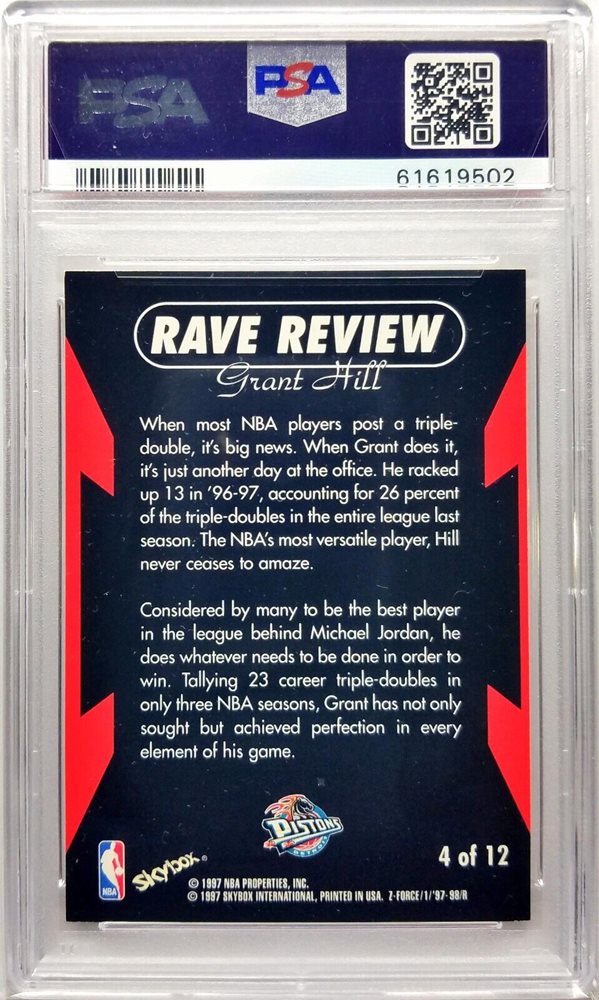 PSA
PSA
61619502
RAVE REVIEW
Grant Hill
When most NBA players post a triple-
double, it's big news. When Grant does it,
it's just another day at the office. He racked
up 13 in '96-97, accounting for 26 percent
of the triple-doubles in the entire league last
season. The NBA's most versatile player, Hill
never ceases to amaze.
Considered by many to be the best player
in the league behind Michael Jordan, he
does whatever needs to be done in order to
win. Tallying 23 career triple-doubles in
only three NBA seasons, Grant has not only
sought but achieved perfection in every
element of his game.
PISTONS
DETROIT
4 of 12
NBA
SkyBox®
© 1997 NBA PROPERTIES, INC.
© 1997 SKYBOX INTERNATIONAL, PRINTED IN USA. Z-FORCE/1/'97-98/R